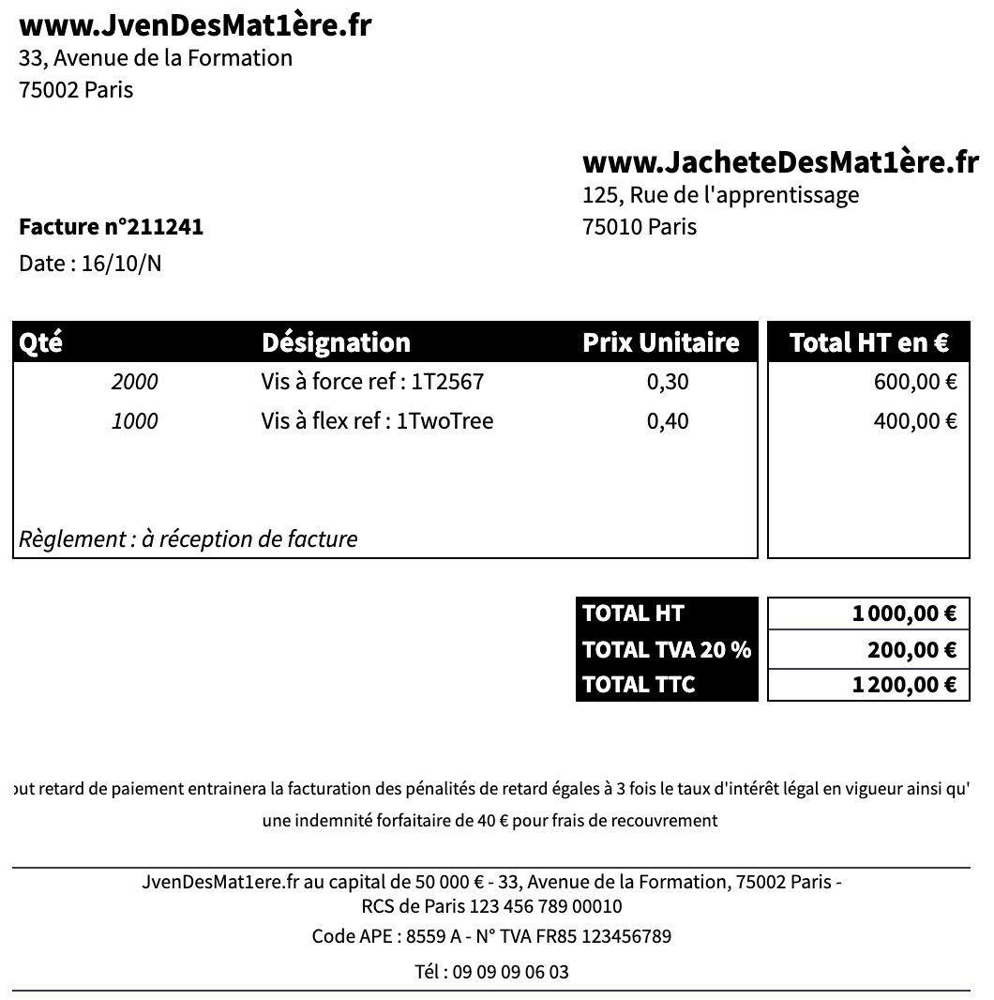 www.JvenDesMat1ère.fr
33, Avenue de la Formation
75002 Paris
www.JacheteDesMat1ère.fr
125, Rue de l'apprentissage
75010 Paris
Facture n°211241
Date : 16/10/N
Qté Désignation Prix Unitaire Total HT en €
2000 Vis à force ref : 1T2567 0,30 600,00 €
1000 Vis à flex ref : 1TwoTree 0,40 400,00 €
Règlement : à réception de facture
TOTAL HT 1 000,00 €
TOTAL TVA 20 % 200,00 €
TOTAL TTC 1 200,00 €
out retard de paiement entrainera la facturation des pénalités de retard égales à 3 fois le taux d'intérêt légal en vigueur ainsi qu'
une indemnité forfaitaire de 40 € pour frais de recouvrement
JvenDesMat1ere.fr au capital de 50 000 € - 33, Avenue de la Formation, 75002 Paris -
RCS de Paris 123 456 789 00010
Code APE : 8559 A - N° TVA FR85 123456789
Tél : 09 09 09 06 03